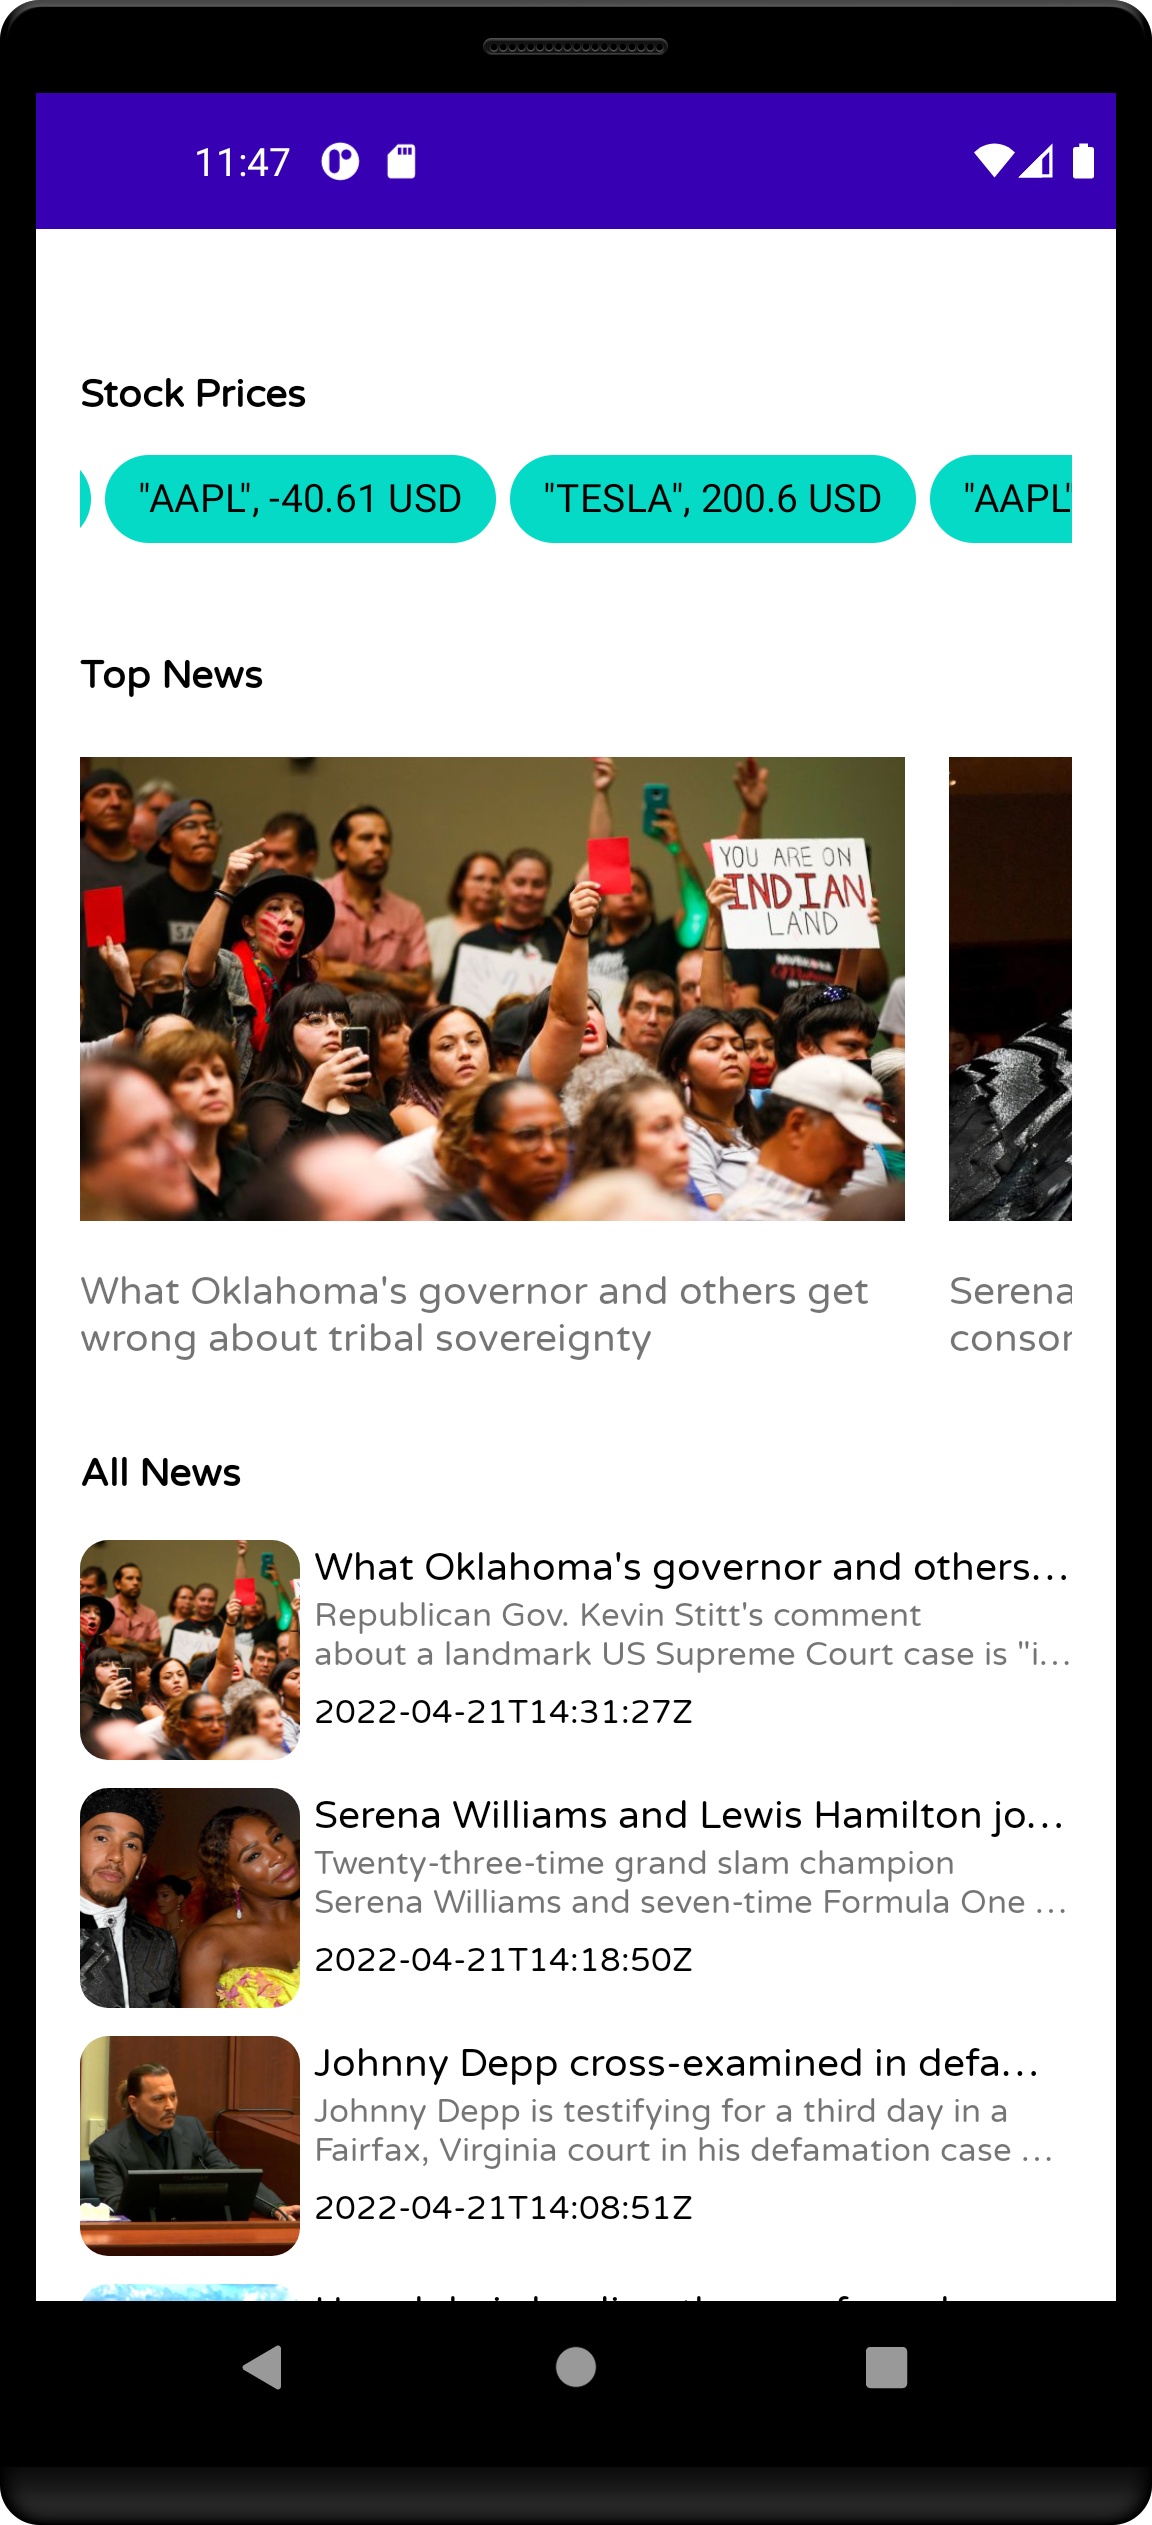 11:47
Stock Prices
"AAPL", -40.61 USD
"TESLA", 200.6 USD
"AAPL"
Top News
YOU ARE ON
INDIAN
LAND
What Oklahoma's governor and others get
wrong about tribal sovereignty
Serena
consor
All News
What Oklahoma's governor and others...
Republican Gov. Kevin Stitt's comment
about a landmark US Supreme Court case is "i...
2022-04-21T14:31:27Z
Serena Williams and Lewis Hamilton jo...
Twenty-three-time grand slam champion
Serena Williams and seven-time Formula One ...
2022-04-21T14:18:50Z
Johnny Depp cross-examined in defa...
Johnny Depp is testifying for a third day in a
Fairfax, Virginia court in his defamation case ...
2022-04-21T14:08:51Z